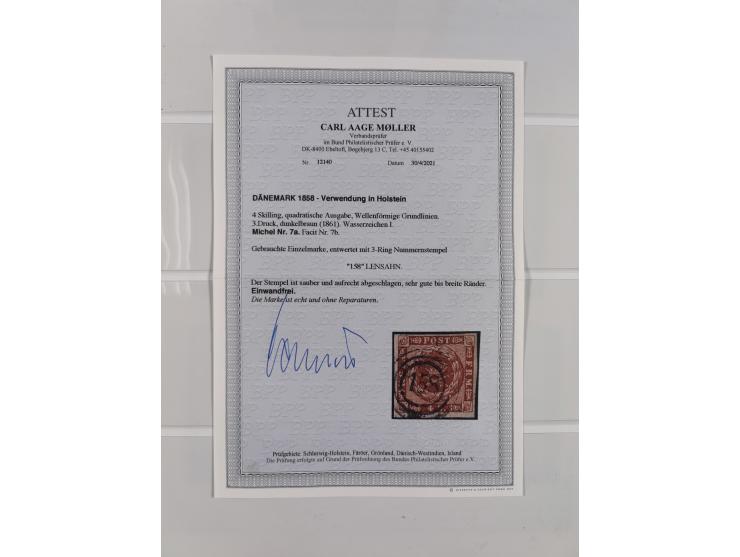 ATTEST
CARL AAGE MØLLER
Verbandsprüfer
im Bund Philatelistischer Prüfer e. V.
DK-8400 Ebeltoft, Bøgebjerg 13 C, Tel. +45 40155402
Nr. 12140 Datum 30/4/2021
DÄNEMARK 1858 - Verwendung in Holstein
4 Skilling, quadratische Ausgabe, Wellenförmige Grundlinien.
3.Druck, dunkelbraun (1861). Wasserzeichen I.
Michel Nr. 7a. Facit Nr. 7b.
Gebrauchte Einzelmarke, entwertet mit 3-Ring Nummernstempel
"158" LENSAHN.
Der Stempel ist sauber und aufrecht abgeschlagen, sehr gute bis breite Ränder.
Einwandfrei.
Die Marke ist echt und ohne Reparaturen.
POST
158
Prüfgebiete: Schleswig-Holstein, Färöer, Grönland, Dänisch-Westindien, Island
Die Prüfung erfolgte auf Grund der Prüfordnung des Bundes Philatelistischer Prüfer e.V.